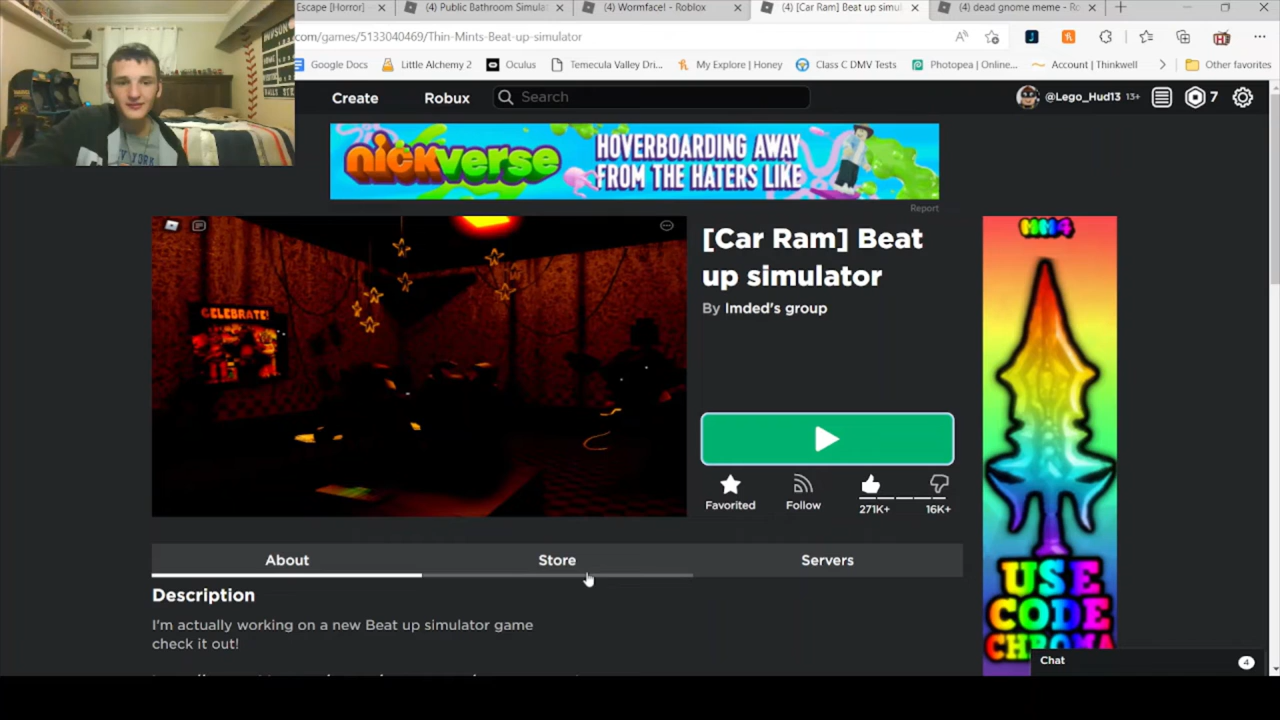 Escape [Horror]
(4) Public Bathroom Simulat
(4) Wormface! - Roblox
(4) [Car Ram] Beat up simul
(4) dead gnome meme - Ro
com/games/5133040469/Thin-Mints-Beat-up-simulator
Google Docs
Little Alchemy 2
Oculus
Temecula Valley Dri...
My Explore | Honey
Class C DMV Tests
Photopea | Online...
Account | Thinkwell
Other favorites
Create
Robux
Search
@Lego_Hud13 13+
7
nickverse
HOVERBOARDING AWAY
FROM THE HATERS LIKE
Report
CELEBRATE!
[Car Ram] Beat
up simulator
By Imded's group
Favorited
Follow
271K+
16K+
MM4
USE
CODE
CHROMA
About
Store
Servers
Description
I'm actually working on a new Beat up simulator game
check it out!
Chat
4